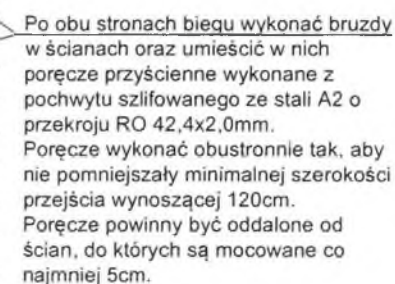 Po obu stronach biegu wykonać bruzdy
w ścianach oraz umieścić w nich
poręcze przyścienne wykonane z
pochwytu szlifowanego ze stali A2 o
przekroju RO 42,4x2,0mm.
Poręcze wykonać obustronnie tak, aby
nie pomniejszały minimalnej szerokości
przejścia wynoszącej 120cm.
Poręcze powinny być oddalone od
ścian, do których są mocowane co
najmniej 5cm.